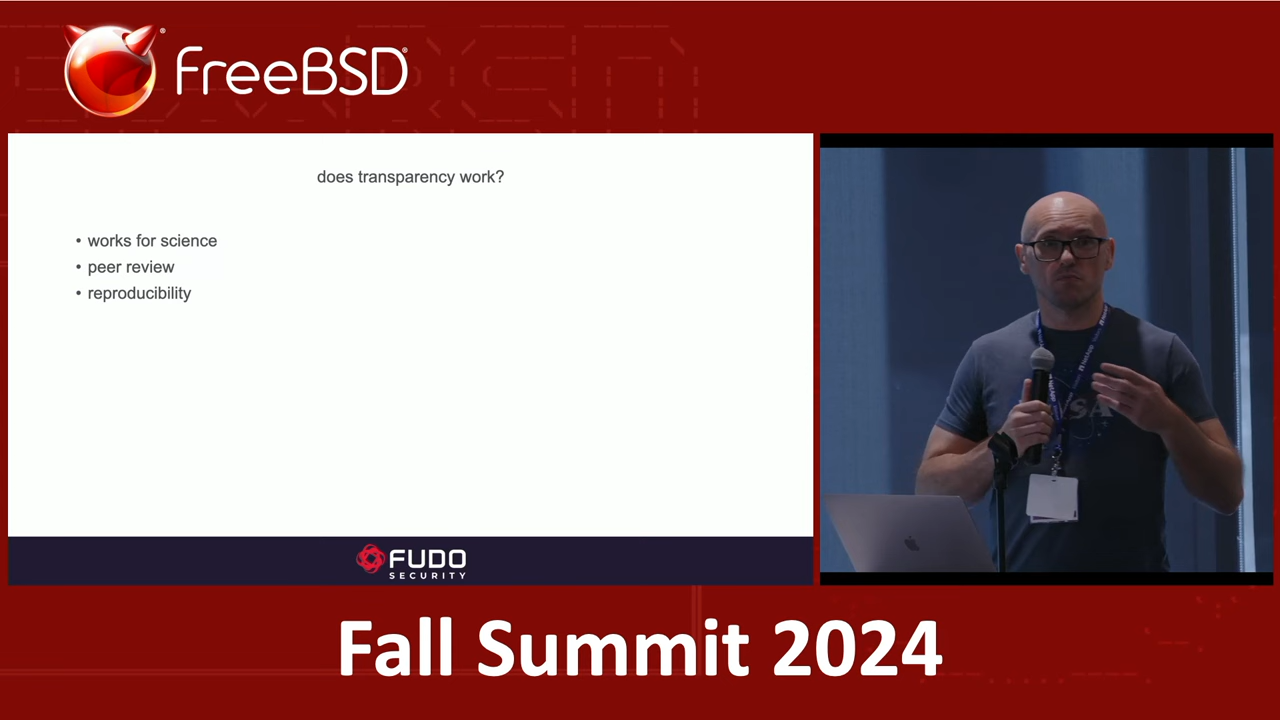 FreeBSD®
does transparency work?
• works for science
• peer review
• reproducibility
FUDO
SECURITY
Fall Summit 2024